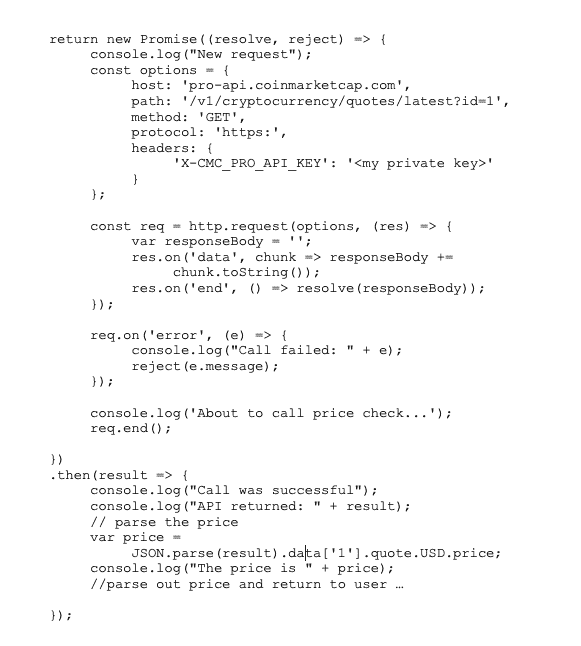 return new Promise((resolve, reject) => {
console.log("New request");
const options = {
host: 'pro-api.coinmarketcap.com',
path: '/v1/cryptocurrency/quotes/latest?id=1',
method: 'GET',
protocol: 'https:',
headers: {
'X-CMC_PRO_API_KEY': '<my private key>'
}
};
const req = http.request(options, (res) => {
var responseBody = '';
res.on('data', chunk => responseBody +=
chunk.toString());
res.on('end', () => resolve(responseBody));
});
req.on('error', (e) => {
console.log("Call failed: " + e);
reject(e.message);
});
console.log('About to call price check...');
req.end();
})
.then(result => {
console.log("Call was successful");
console.log("API returned: " + result);
// parse the price
var price =
JSON.parse(result).data['1'].quote.USD.price;
console.log("The price is " + price);
//parse out price and return to user …
});